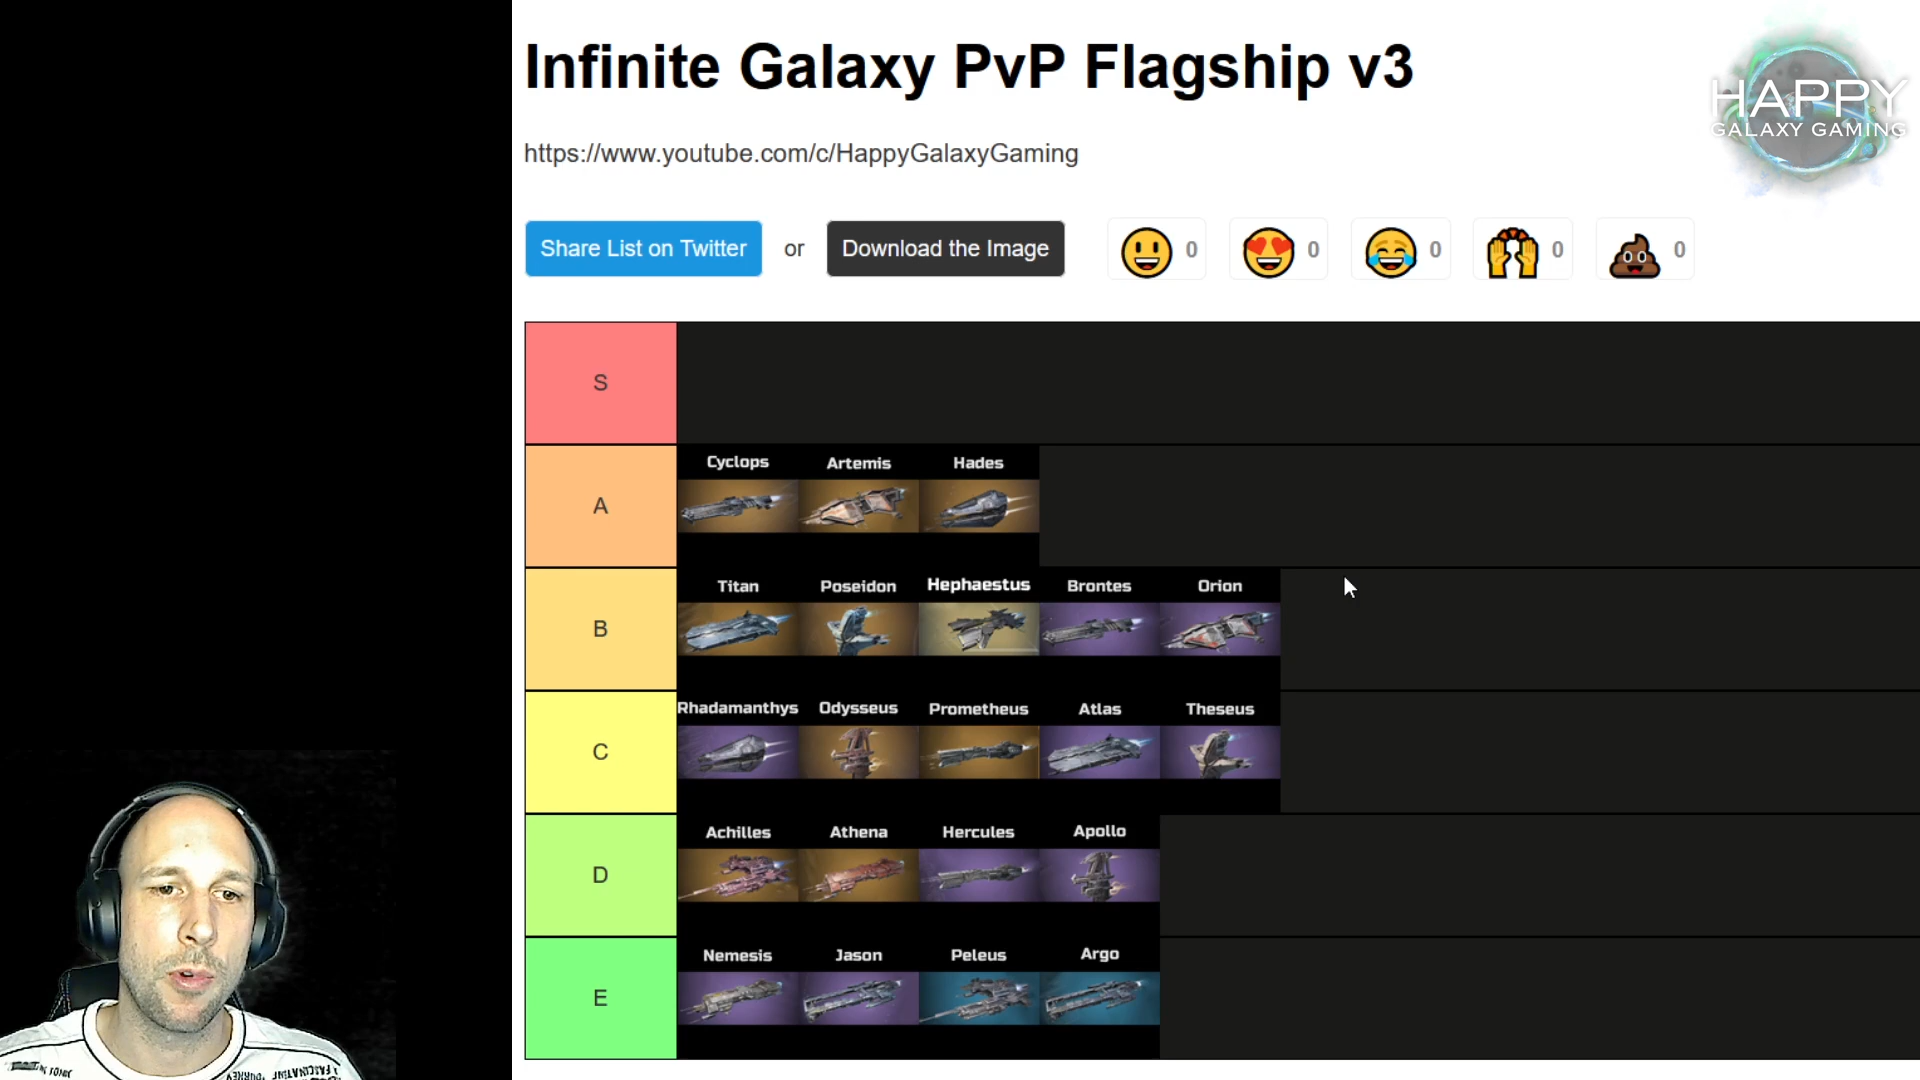 Infinite Galaxy PvP Flagship v3
HAPPY
GALAXY GAMING
https://www.youtube.com/c/HappyGalaxyGaming
Share List on Twitter or Download the Image 0 0 0 0 0
S
A Cyclops Artemis Hades
B Titan Poseidon Hephaestus Brontes Orion
C Rhadamanthys Odysseus Prometheus Atlas Theseus
D Achilles Athena Hercules Apollo
E Nemesis Jason Peleus Argo